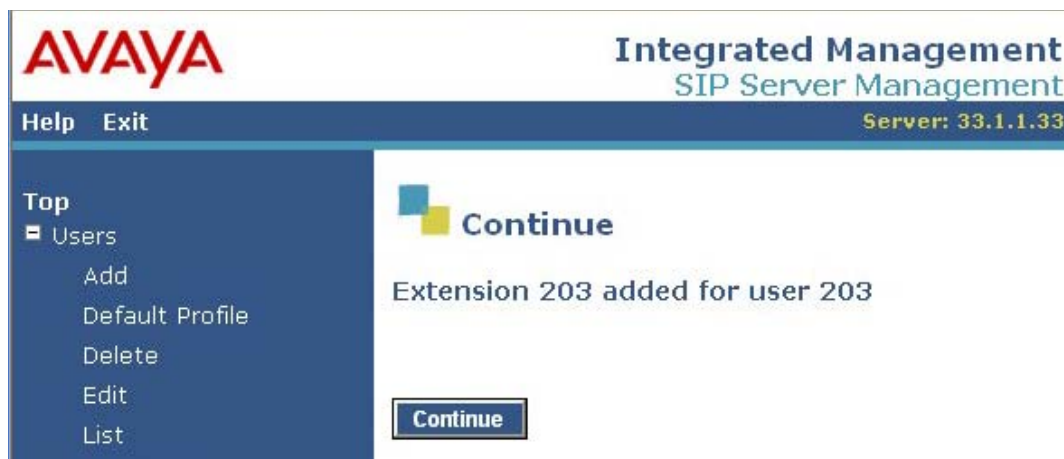 AVAYA
Integrated Management
SIP Server Management
Help Exit
Server: 33.1.1.33
Top
Users
Add
Default Profile
Delete
Edit
List
Continue
Extension 203 added for user 203
Continue